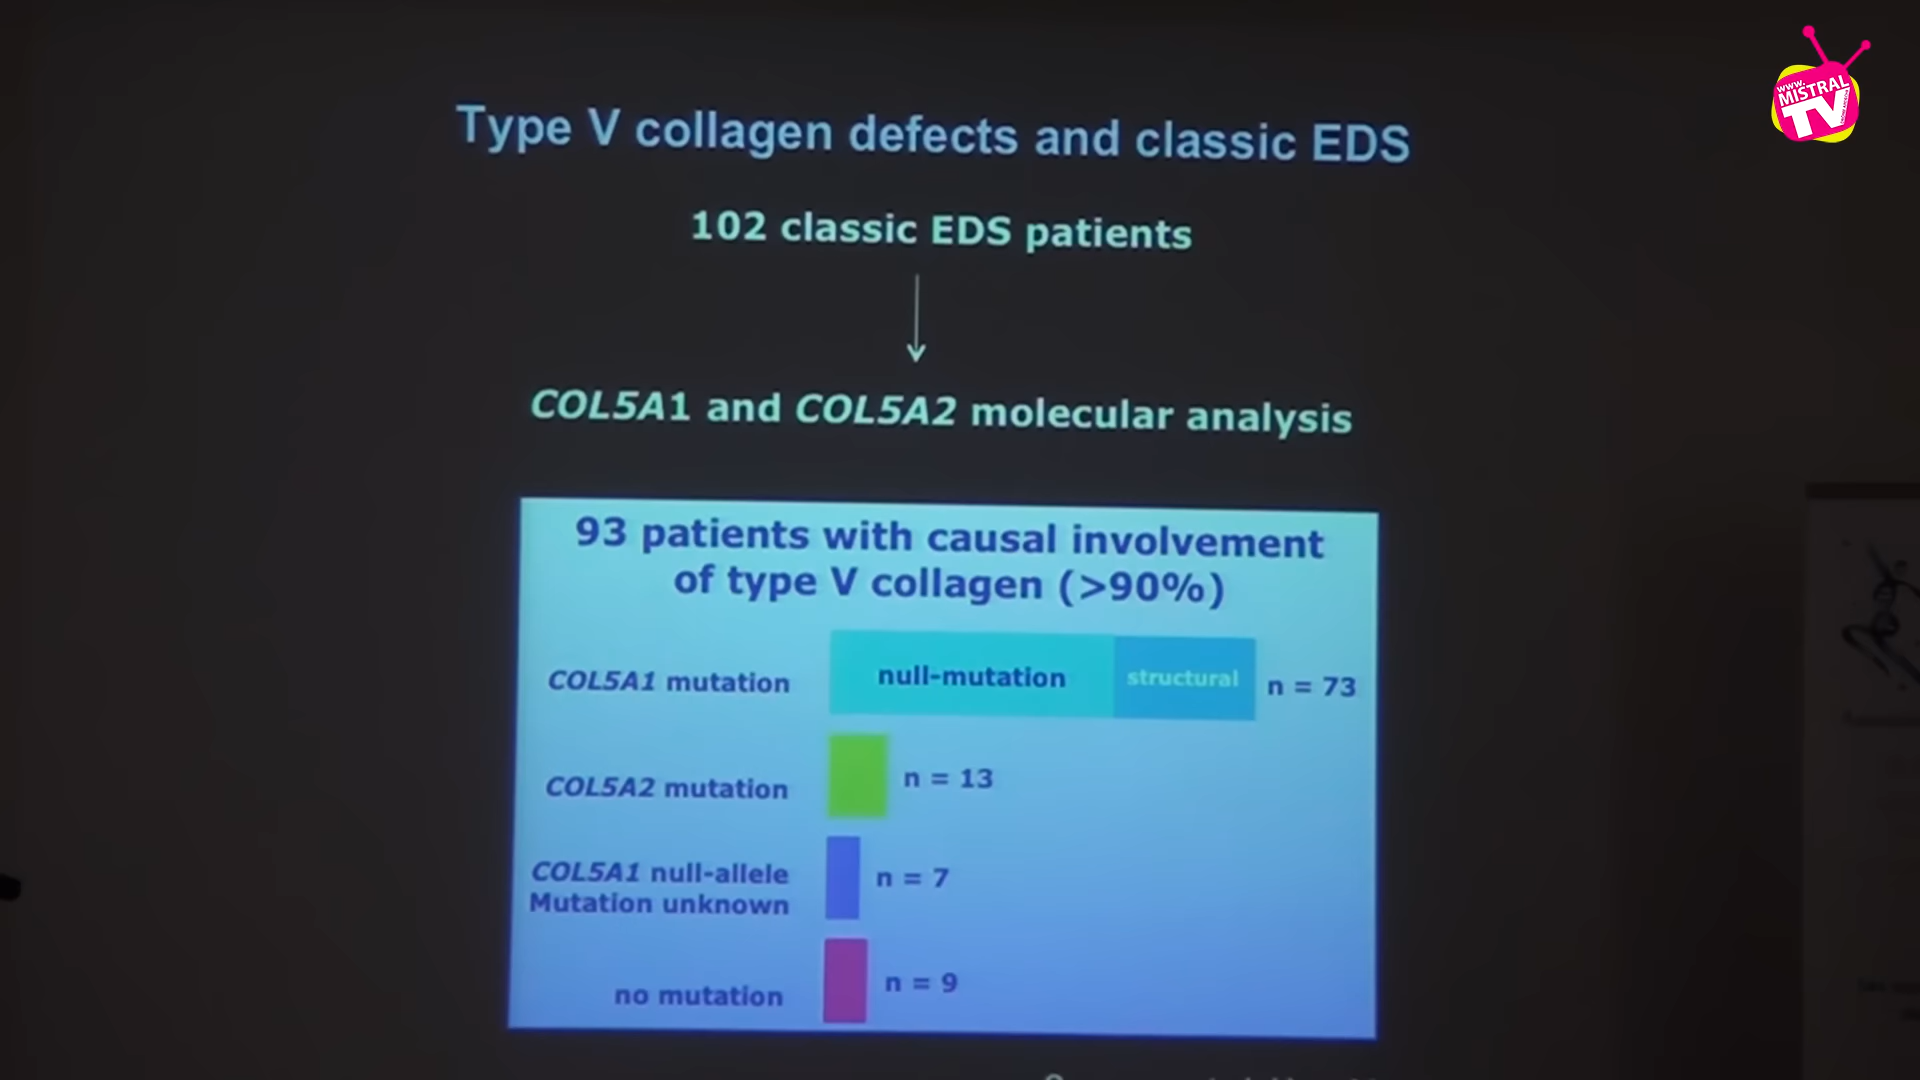 www.
MISTRAL
TV
Type V collagen defects and classic EDS
102 classic EDS patients
COL5A1 and COL5A2 molecular analysis
93 patients with causal involvement
of type V collagen (>90%)
COL5A1 mutation
null-mutation
structural
n = 73
COL5A2 mutation
n = 13
COL5A1 null-allele
Mutation unknown
n = 7
no mutation
n = 9